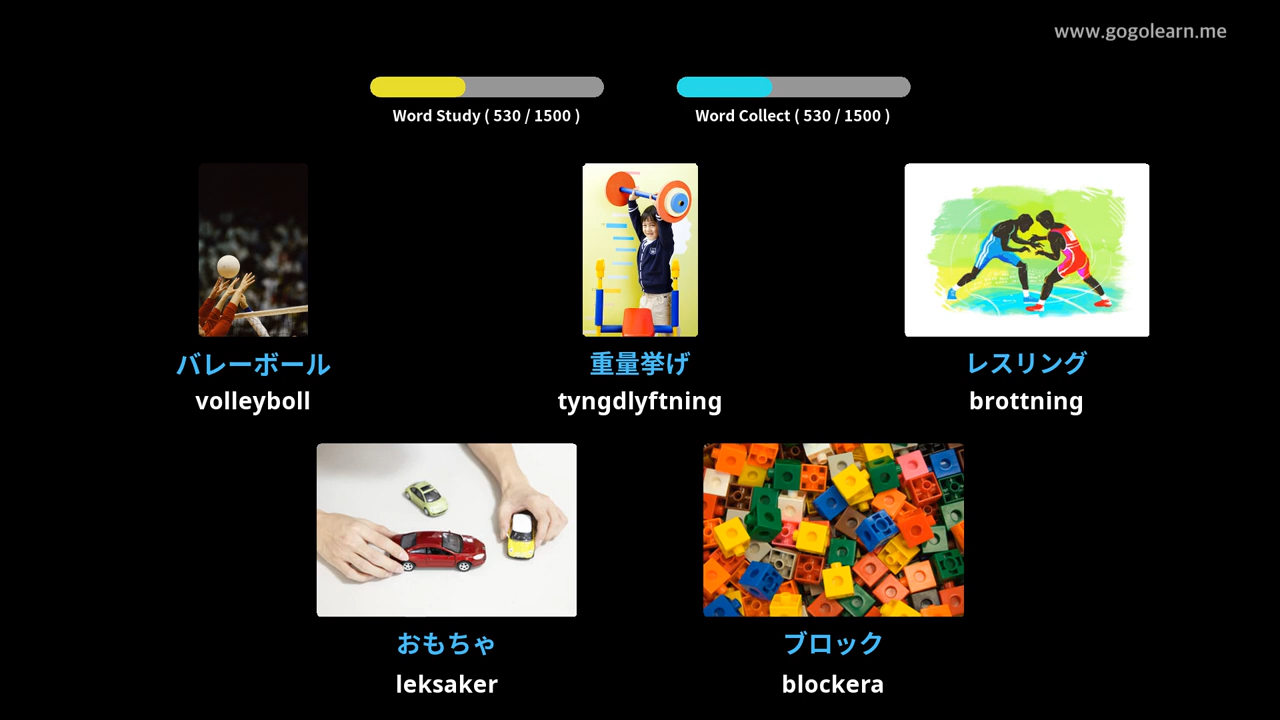 www.gogolearn.me
Word Study ( 530 / 1500 )
Word Collect ( 530 / 1500 )
バレーボール
volleyboll
重量挙げ
tyngdlyftning
レスリング
brottning
おもちゃ
leksaker
ブロック
blockera